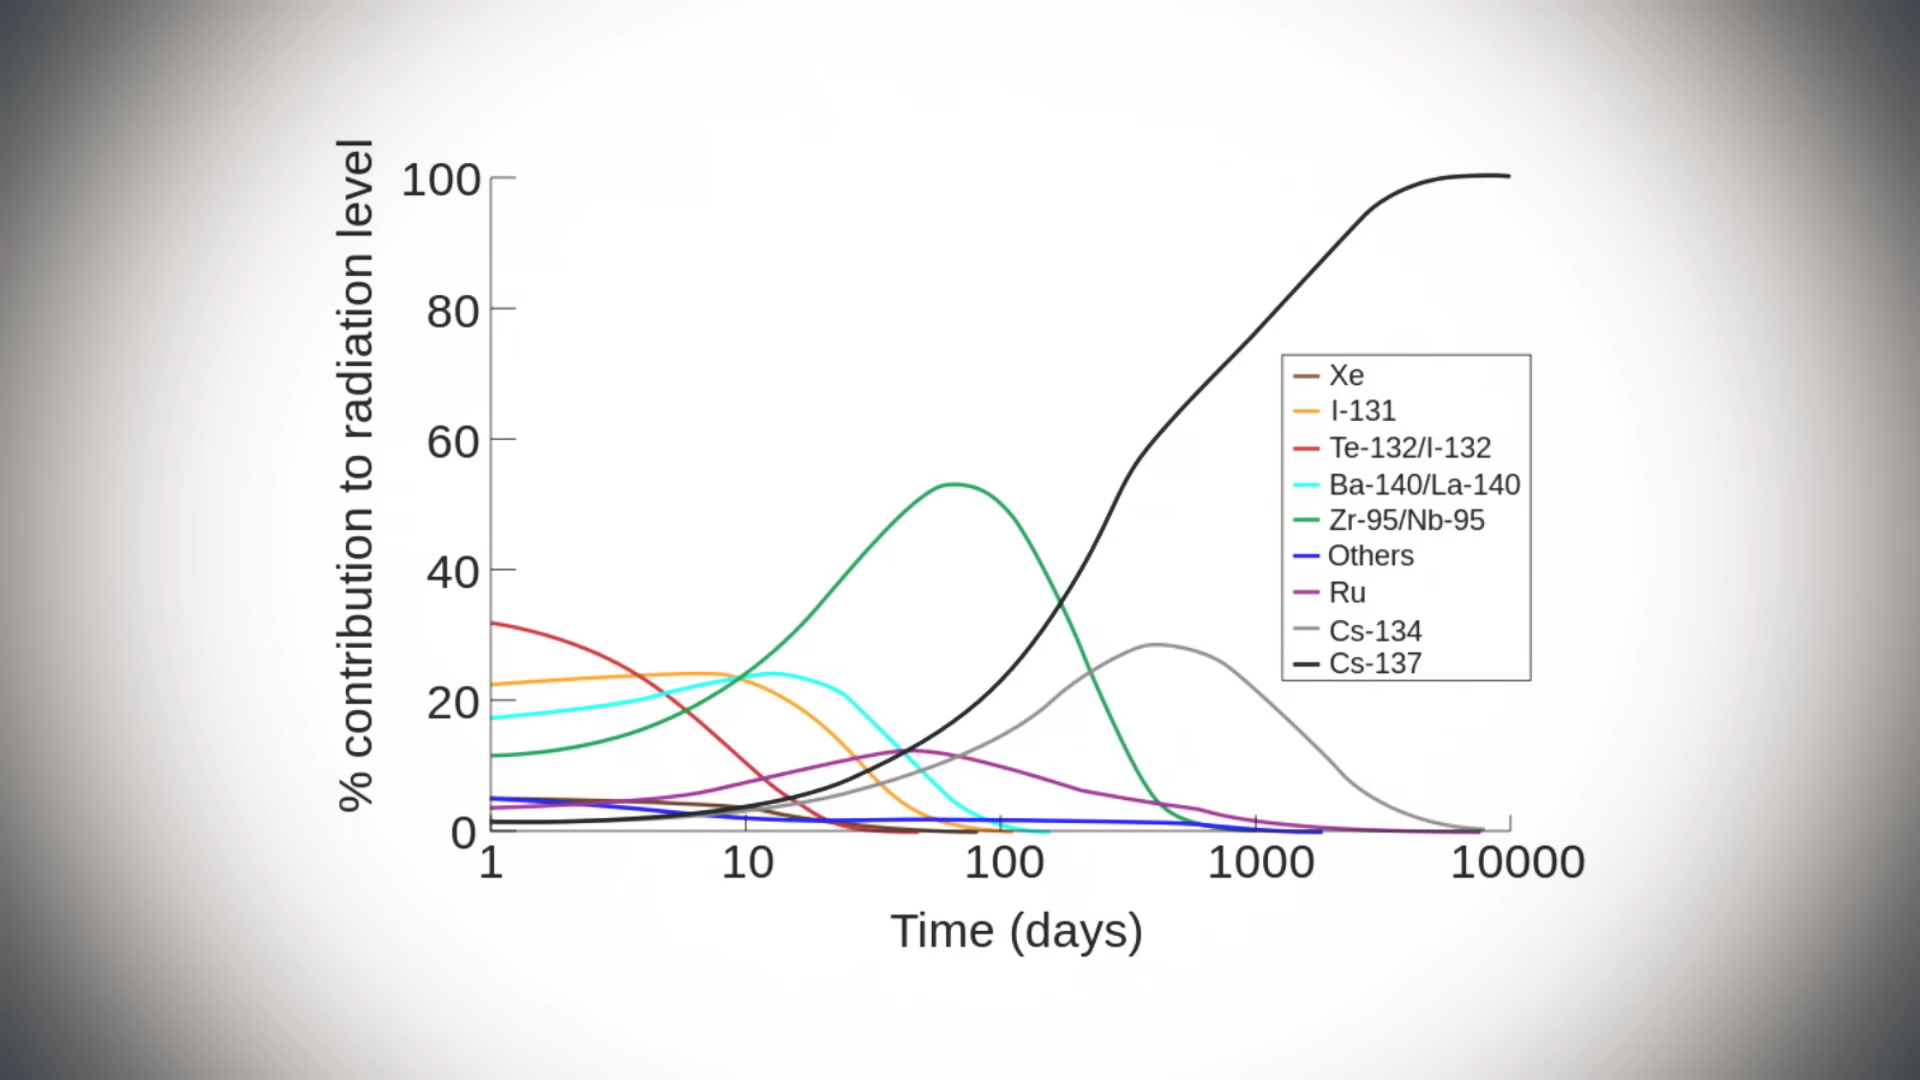 % contribution to radiation level
100
80
60
40
20
0
1 10 100 1000 10000
Time (days)
Xe
I-131
Te-132/I-132
Ba-140/La-140
Zr-95/Nb-95
Others
Ru
Cs-134
Cs-137